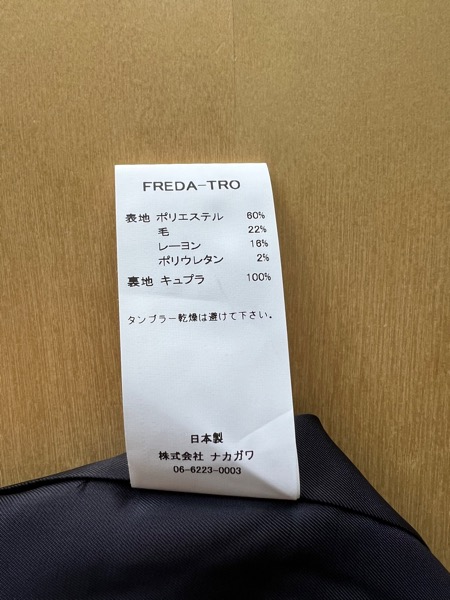 FREDA-TRO
表地 ポリエステル 60%
毛 22%
レーヨン 16%
ポリウレタン 2%
裏地 キュプラ 100%
タンブラー乾燥は避けて下さい。
日本製
株式会社 ナカガワ
06-6223-0003